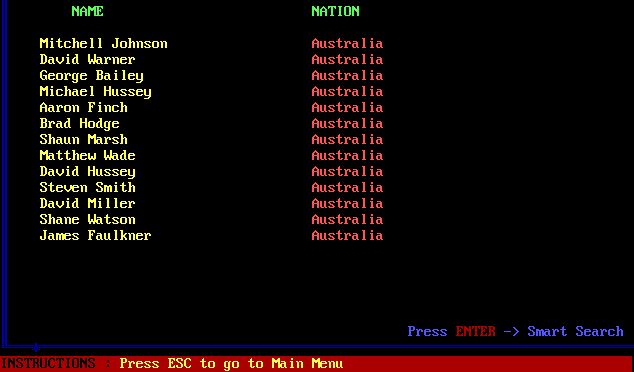 NAME NATION
Mitchell Johnson Australia
David Warner Australia
George Bailey Australia
Michael Hussey Australia
Aaron Finch Australia
Brad Hodge Australia
Shaun Marsh Australia
Matthew Wade Australia
David Hussey Australia
Steven Smith Australia
David Miller Australia
Shane Watson Australia
James Faulkner Australia
Press ENTER -> Smart Search
INSTRUCTIONS : Press ESC to go to Main Menu